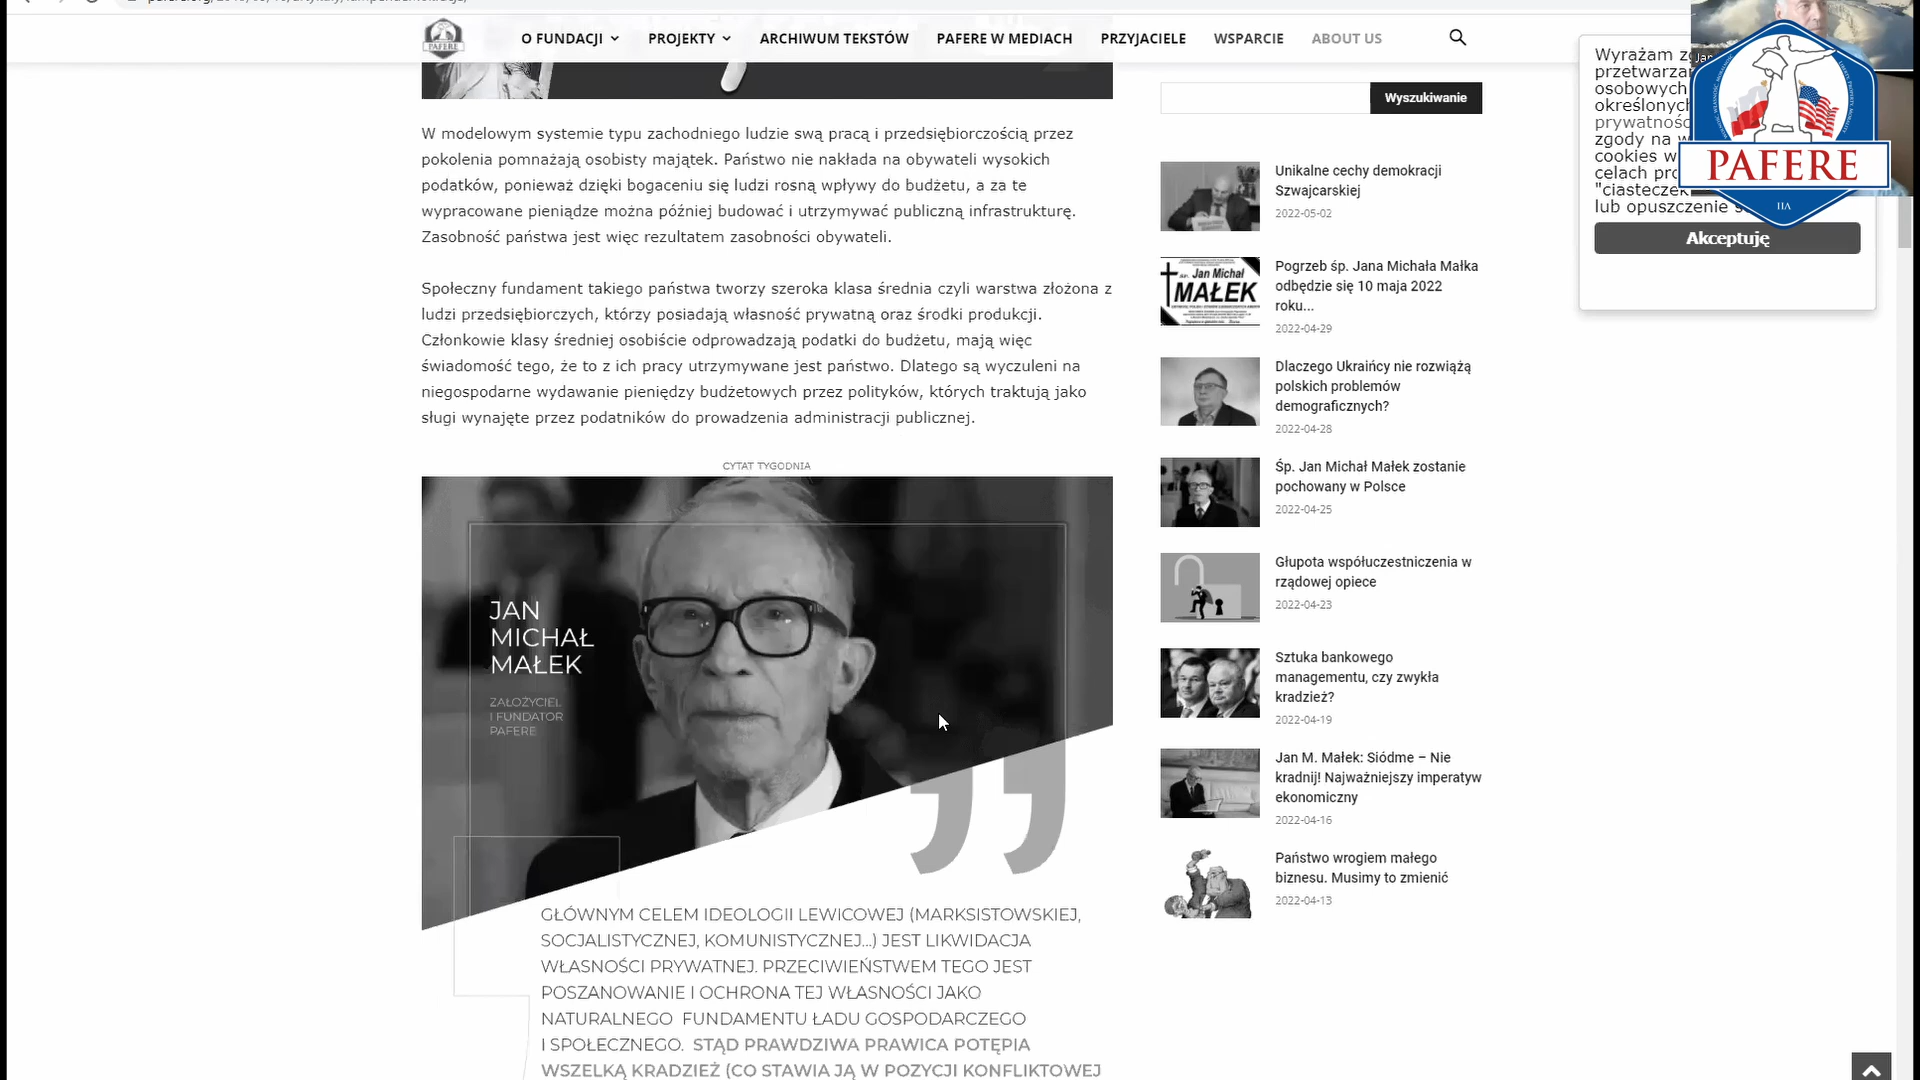 O FUNDACJI
PROJEKTY
ARCHIWUM TEKSTÓW
PAFERE W MEDIACH
PRZYJACIELE
WSPARCIE
ABOUT US
PAFERE
W modelowym systemie typu zachodniego ludzie swą pracą i przedsiębiorczością przez
pokolenia pomnażają osobisty majątek. Państwo nie nakłada na obywateli wysokich
podatków, ponieważ dzięki bogaceniu się ludzi rosną wpływy do budżetu, a za te
wypracowane pieniądze można później budować i utrzymywać publiczną infrastrukturę.
Zasobność państwa jest więc rezultatem zasobności obywateli.
Społeczny fundament takiego państwa tworzy szeroka klasa średnia czyli warstwa złożona z
ludzi przedsiębiorczych, którzy posiadają własność prywatną oraz środki produkcji.
Członkowie klasy średniej osobiście odprowadzają podatki do budżetu, mają więc
świadomość tego, że to z ich pracy utrzymywane jest państwo. Dlatego są wyczuleni na
niegospodarne wydawanie pieniędzy budżetowych przez polityków, których traktują jako
sługi wynajęte przez podatników do prowadzenia administracji publicznej.
CYTAT TYGODNIA
JAN
MICHAŁ
MAŁEK
ZAŁOŻYCIEL
I FUNDATOR
PAFERE
GŁÓWNYM CELEM IDEOLOGII LEWICOWEJ (MARKSISTOWSKIEJ,
SOCJALISTYCZNEJ, KOMUNISTYCZNEJ...) JEST LIKWIDACJA
WŁASNOŚCI PRYWATNEJ. PRZECIWIEŃSTWEM TEGO JEST
POSZANOWANIE I OCHRONA TEJ WŁASNOŚCI JAKO
NATURALNEGO FUNDAMENTU ŁADU GOSPODARCZEGO
I SPOŁECZNEGO. STĄD PRAWDZIWA PRAWICA POTĘPIA
WSZELKĄ KRADZIEŻ (CO STAWIA JĄ W POZYCJI KONFLIKTOWEJ
Wyszukiwanie
Unikalne cechy demokracji
Szwajcarskiej
2022-05-02
Jan Michał
MAŁEK
Pogrzeb śp. Jana Michała Małka
odbędzie się 10 maja 2022
roku...
2022-04-29
Dlaczego Ukraińcy nie rozwiążą
polskich problemów
demograficznych?
2022-04-28
Śp. Jan Michał Małek zostanie
pochowany w Polsce
2022-04-25
Głupota współuczestniczenia w
rządowej opiece
2022-04-23
Sztuka bankowego
managementu, czy zwykła
kradzież?
2022-04-19
Jan M. Małek: Siódme – Nie
kradnij! Najważniejszy imperatyw
ekonomiczny
2022-04-16
Państwo wrogiem małego
biznesu. Musimy to zmienić
2022-04-13
Wyrażam
osobowych
określonych
zgody na
cookies w
celach
"ciasteczek
lub opuszczenie
Akceptuję
PAFERE
VII